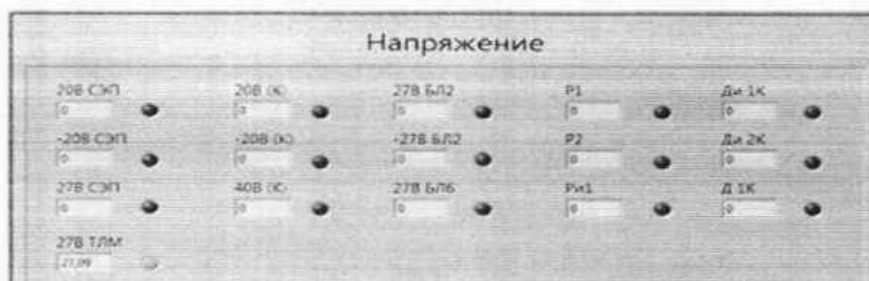 Напряжение
20В СЭП 20В (К) 27В БЛ2 Р1 Ди 1К
0 0 0 0 0
-20В СЭП -20В (К) -27В БЛ2 Р2 Ди 2К
0 0 0 0 0
27В СЭП 40В (К) 27В БЛ6 Ри1 Д 1К
0 0 0 0 0
27В ТЛМ
27,09